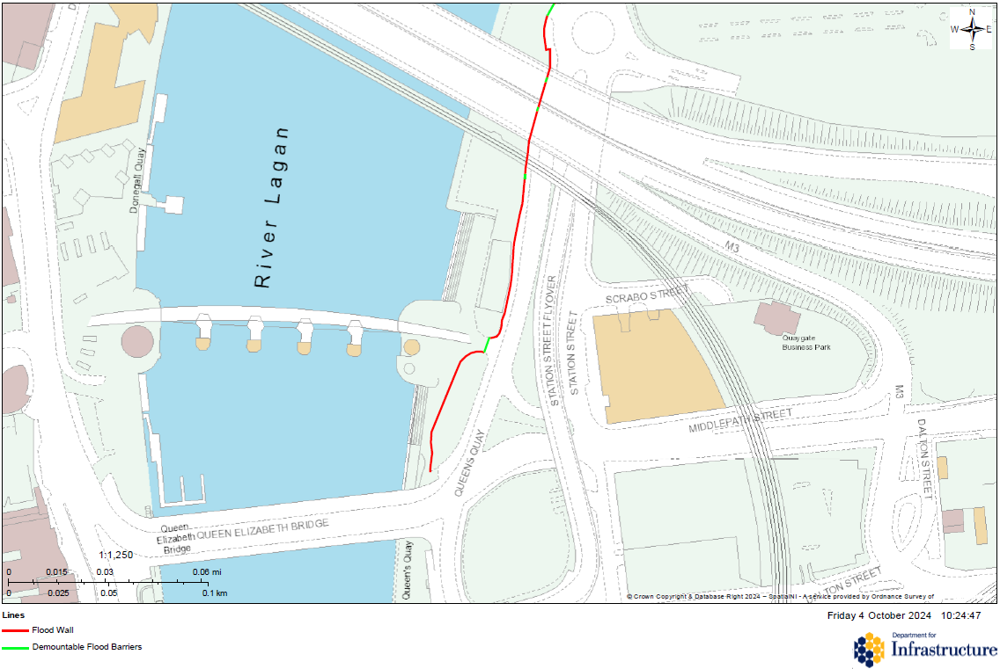 N
W E
S
D
River Lagan
Donegall Quay
M3
SCRABO STREET
STATION STREET FLYOVER
STATION STREET
Quaygate
Business Park
M3
MIDDLEPATH STREET
DALTON STREET
QUEENS QUAY
Queen
Elizabeth
Bridge
QUEEN ELIZABETH BRIDGE
Queen's Quay
DALTON STREET
1:1,250
0 0.015 0.03 0.06 mi
0 0.025 0.05 0.1 km
© Crown Copyright & Database Right 2024 – SpatialNI - A service provided by Ordnance Survey of
Lines
Flood Wall
Demountable Flood Barriers
Friday 4 October 2024 10:24:47
Department for
Infrastructure